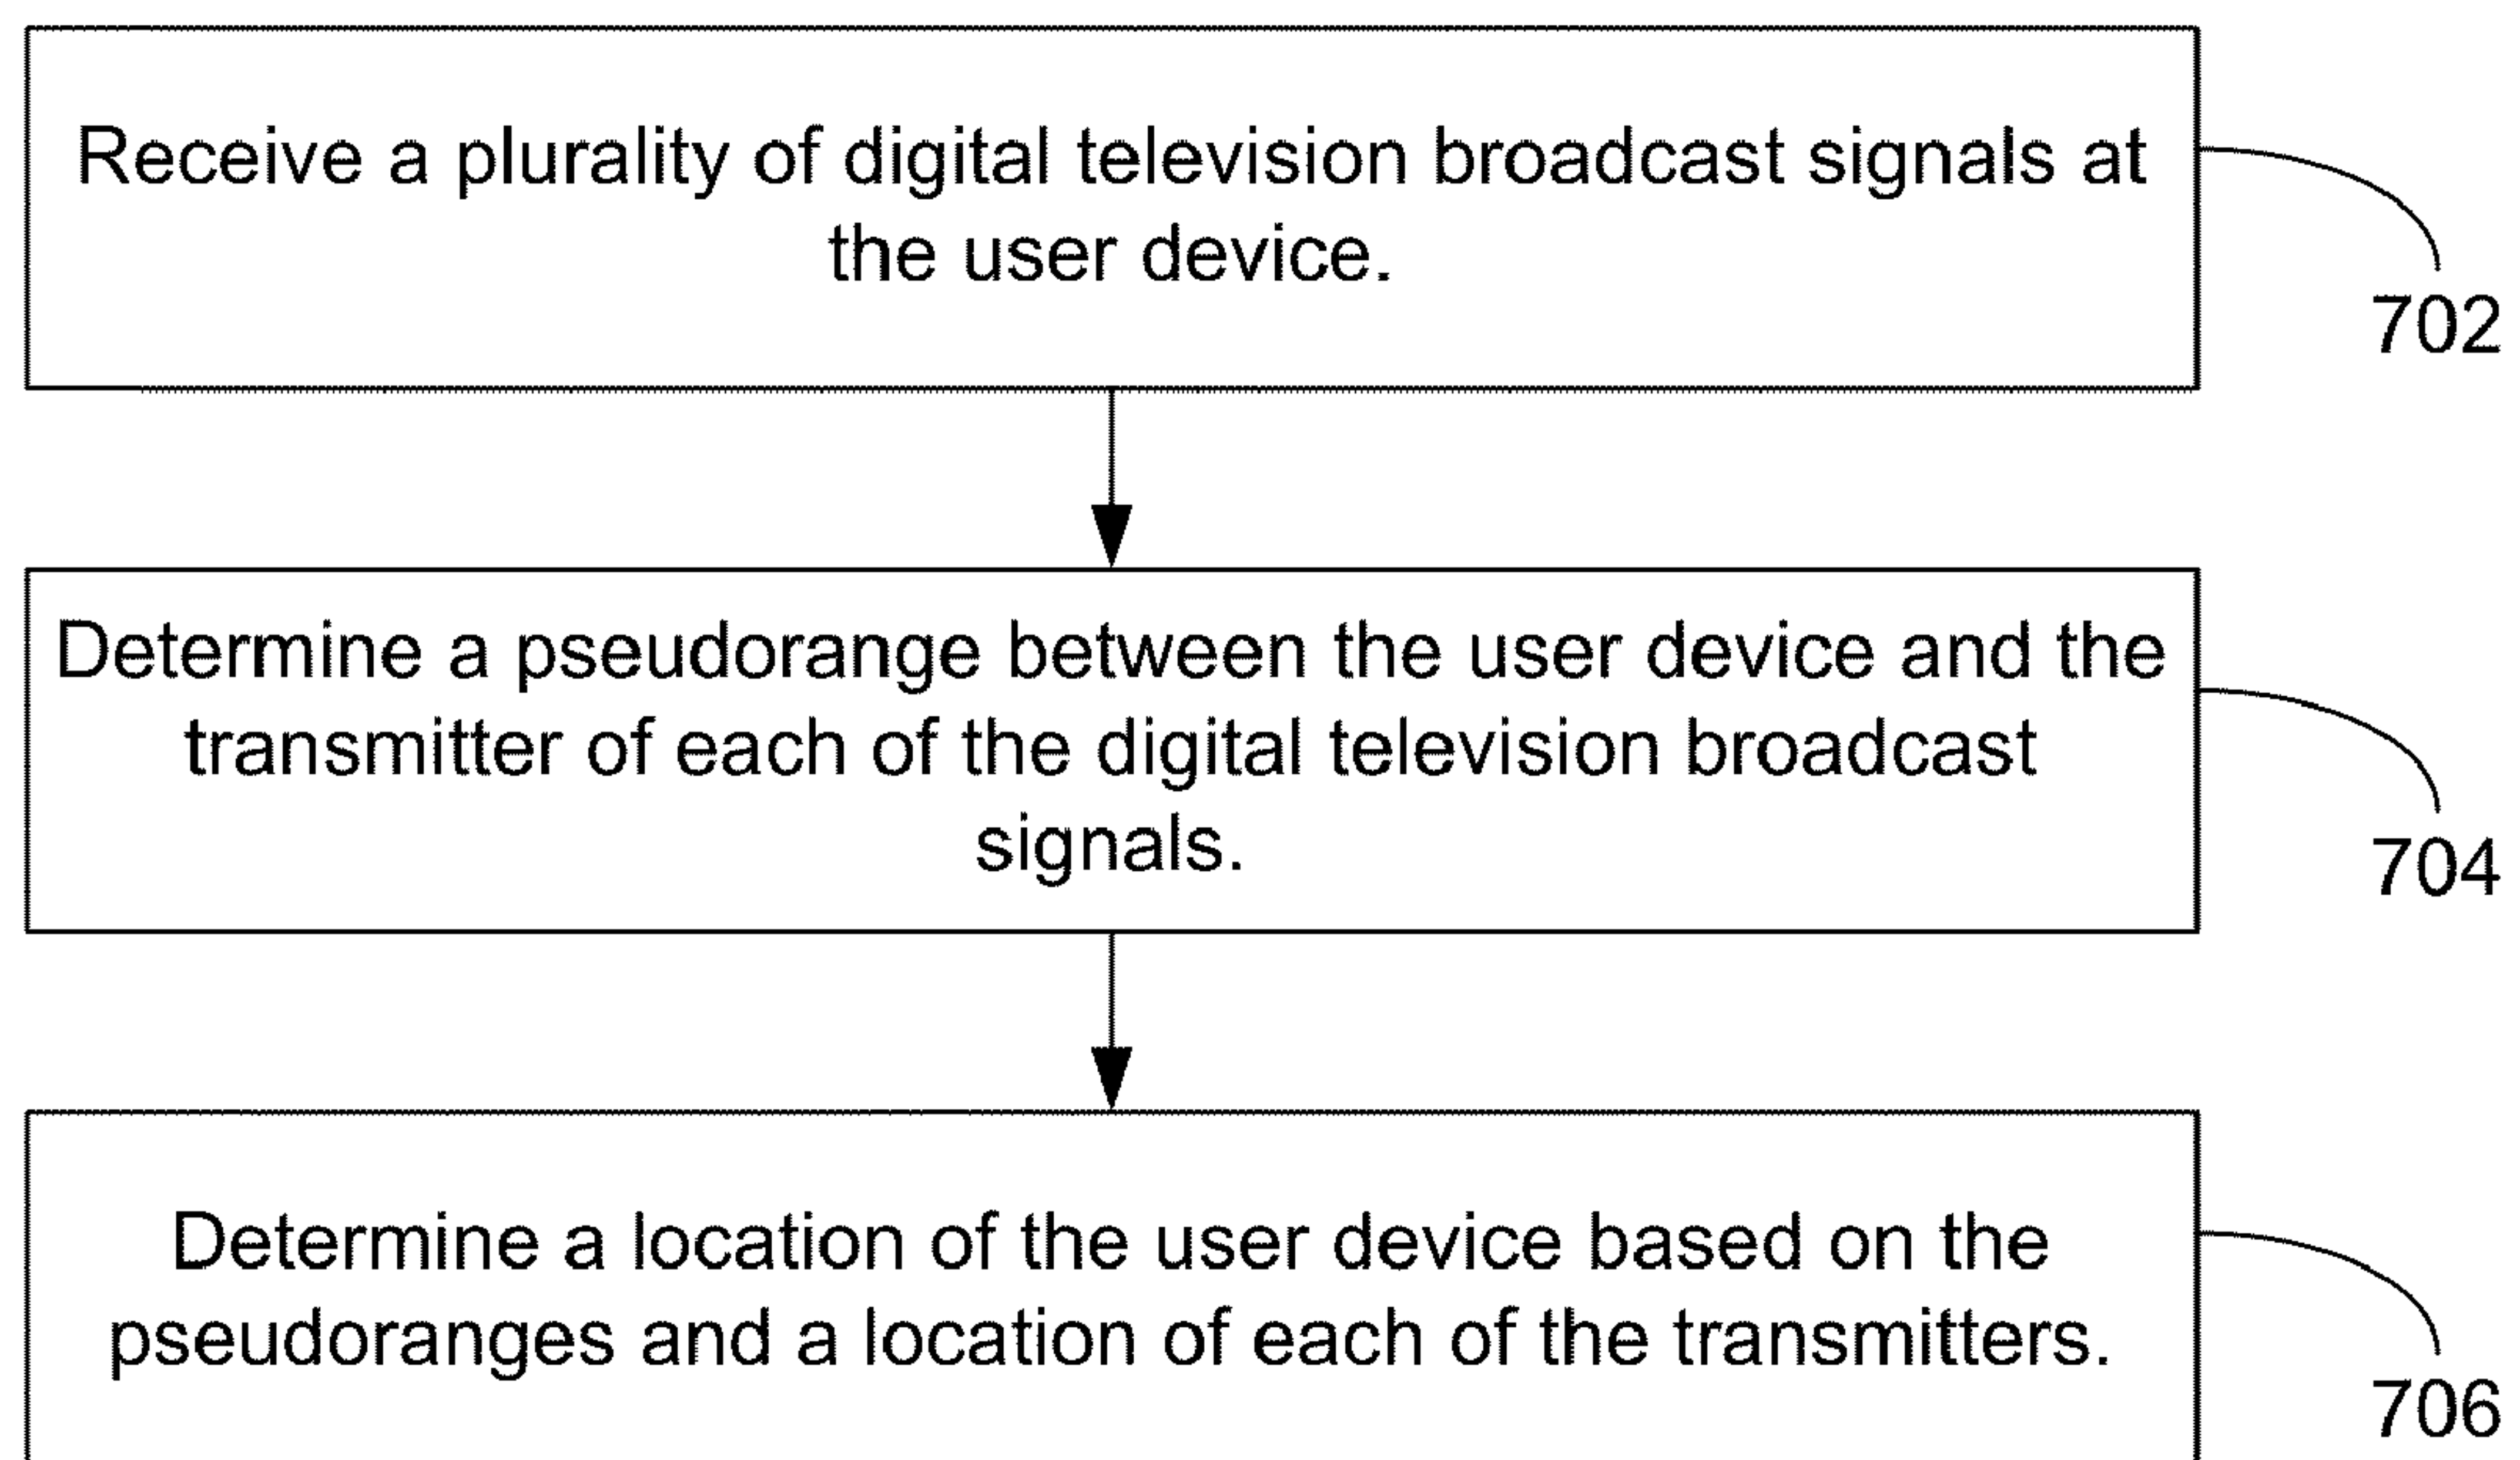 Receive a plurality of digital television broadcast signals at
the user device.
702
Determine a pseudorange between the user device and the
transmitter of each of the digital television broadcast
signals.
704
Determine a location of the user device based on the
pseudoranges and a location of each of the transmitters.
706